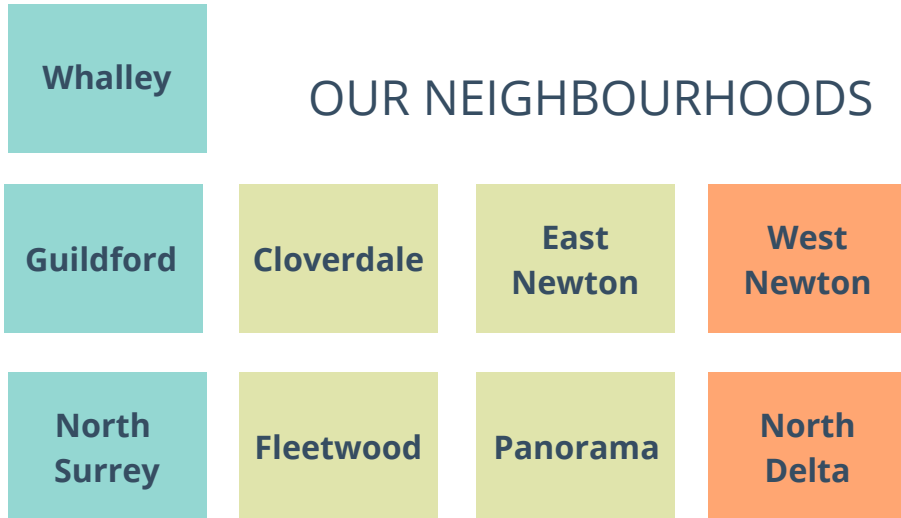 Whalley
OUR NEIGHBOURHOODS
Guildford
Cloverdale
East
Newton
West
Newton
North
Surrey
Fleetwood
Panorama
North
Delta